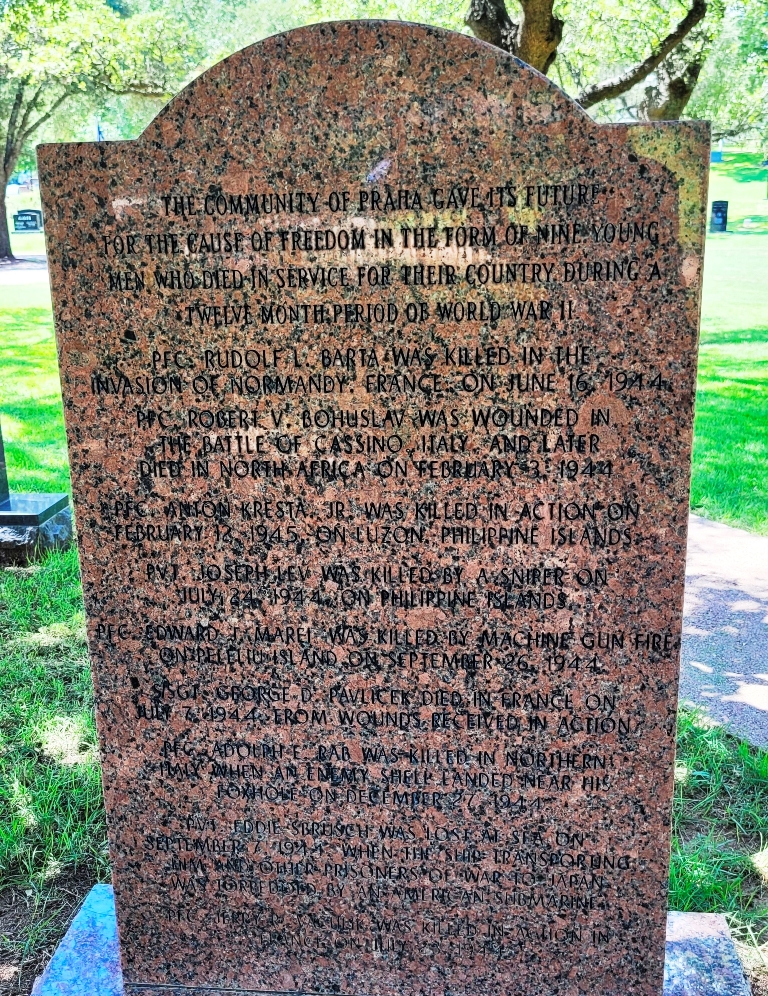 THE COMMUNITY OF PRAHA GAVE ITS FUTURE
FOR THE CAUSE OF FREEDOM IN THE FORM OF NINE YOUNG
MEN WHO DIED IN SERVICE FOR THEIR COUNTRY DURING A
TWELVE MONTH PERIOD OF WORLD WAR II
PFC. RUDOLF L. BARTA WAS KILLED IN THE
INVASION OF NORMANDY, FRANCE, ON JUNE 16, 1944
PFC. ROBERT V. BOHUSLAV WAS WOUNDED IN
THE BATTLE OF CASSINO, ITALY, AND LATER
DIED IN NORTH AFRICA ON FEBRUARY 3, 1944
PFC. ANTON KRESTA, JR. WAS KILLED IN ACTION ON
FEBRUARY 12, 1945, ON LUZON, PHILIPPINE ISLANDS.
PVT. JOSEPH LEV WAS KILLED BY A SNIPER ON
JULY 24, 1944, ON PHILIPPINE ISLANDS.
PFC. EDWARD J. MAREK WAS KILLED BY MACHINE GUN FIRE
ON PELELIU ISLAND ON SEPTEMBER 26, 1944.
S/SGT. GEORGE D. PAVLICEK DIED IN FRANCE ON
JULY 7, 1944, FROM WOUNDS RECEIVED IN ACTION.
PFC. ADOLPH E. RAB WAS KILLED IN NORTHERN
ITALY WHEN AN ENEMY SHELL LANDED NEAR HIS
FOXHOLE ON DECEMBER 27, 1944
PVT. EDDIE SBRUSCH WAS LOST AT SEA ON
SEPTEMBER 7, 1944, WHEN THE SHIP TRANSPORTING
HIM AND OTHER PRISONERS OF WAR TO JAPAN
WAS TORPEDOED BY AN AMERICAN SUBMARINE.
PFC. JERRY WAS KILLED IN ACTION IN
FRANCE ON JULY